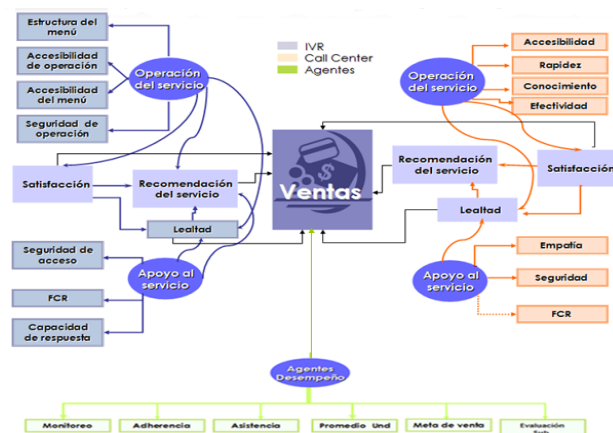 Estructura del
menú
Accesibilidad
de operación
Accesibilidad
del menú
Seguridad
de operación
Operación
del servicio
IVR
Call Center
Agentes
Operación
del servicio
Accesibilidad
Rapidez
Conocimiento
Efectividad
Satisfacción
Recomendación
del servicio
Lealtad
$
Ventas
Recomendación
del servicio
Satisfacción
Lealtad
Seguridad de
acceso
FCR
Capacidad
de respuesta
Apoyo al
servicio
Apoyo al
servicio
Empatía
Seguridad
FCR
Agentes
Desempeño
Monitoreo
Adherencia
Asistencia
Promedio Und
Meta de venta
Evaluación